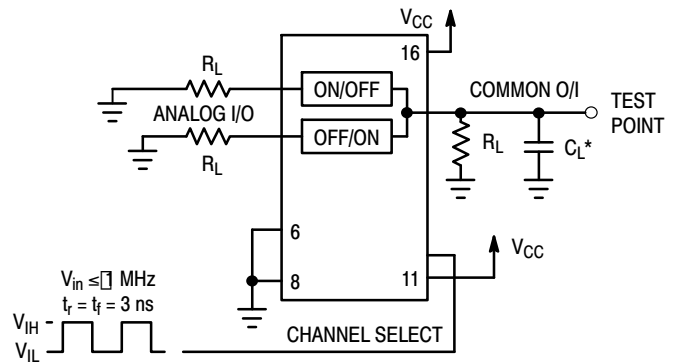 VCC
16
RL
ON/OFF
COMMON O/I
TEST
POINT
ANALOG I/O
OFF/ON
RL
RL
CL*
6
VCC
8
11
Vin ≤ 1 MHz
tr = tf = 3 ns
VIH
VIL
CHANNEL SELECT